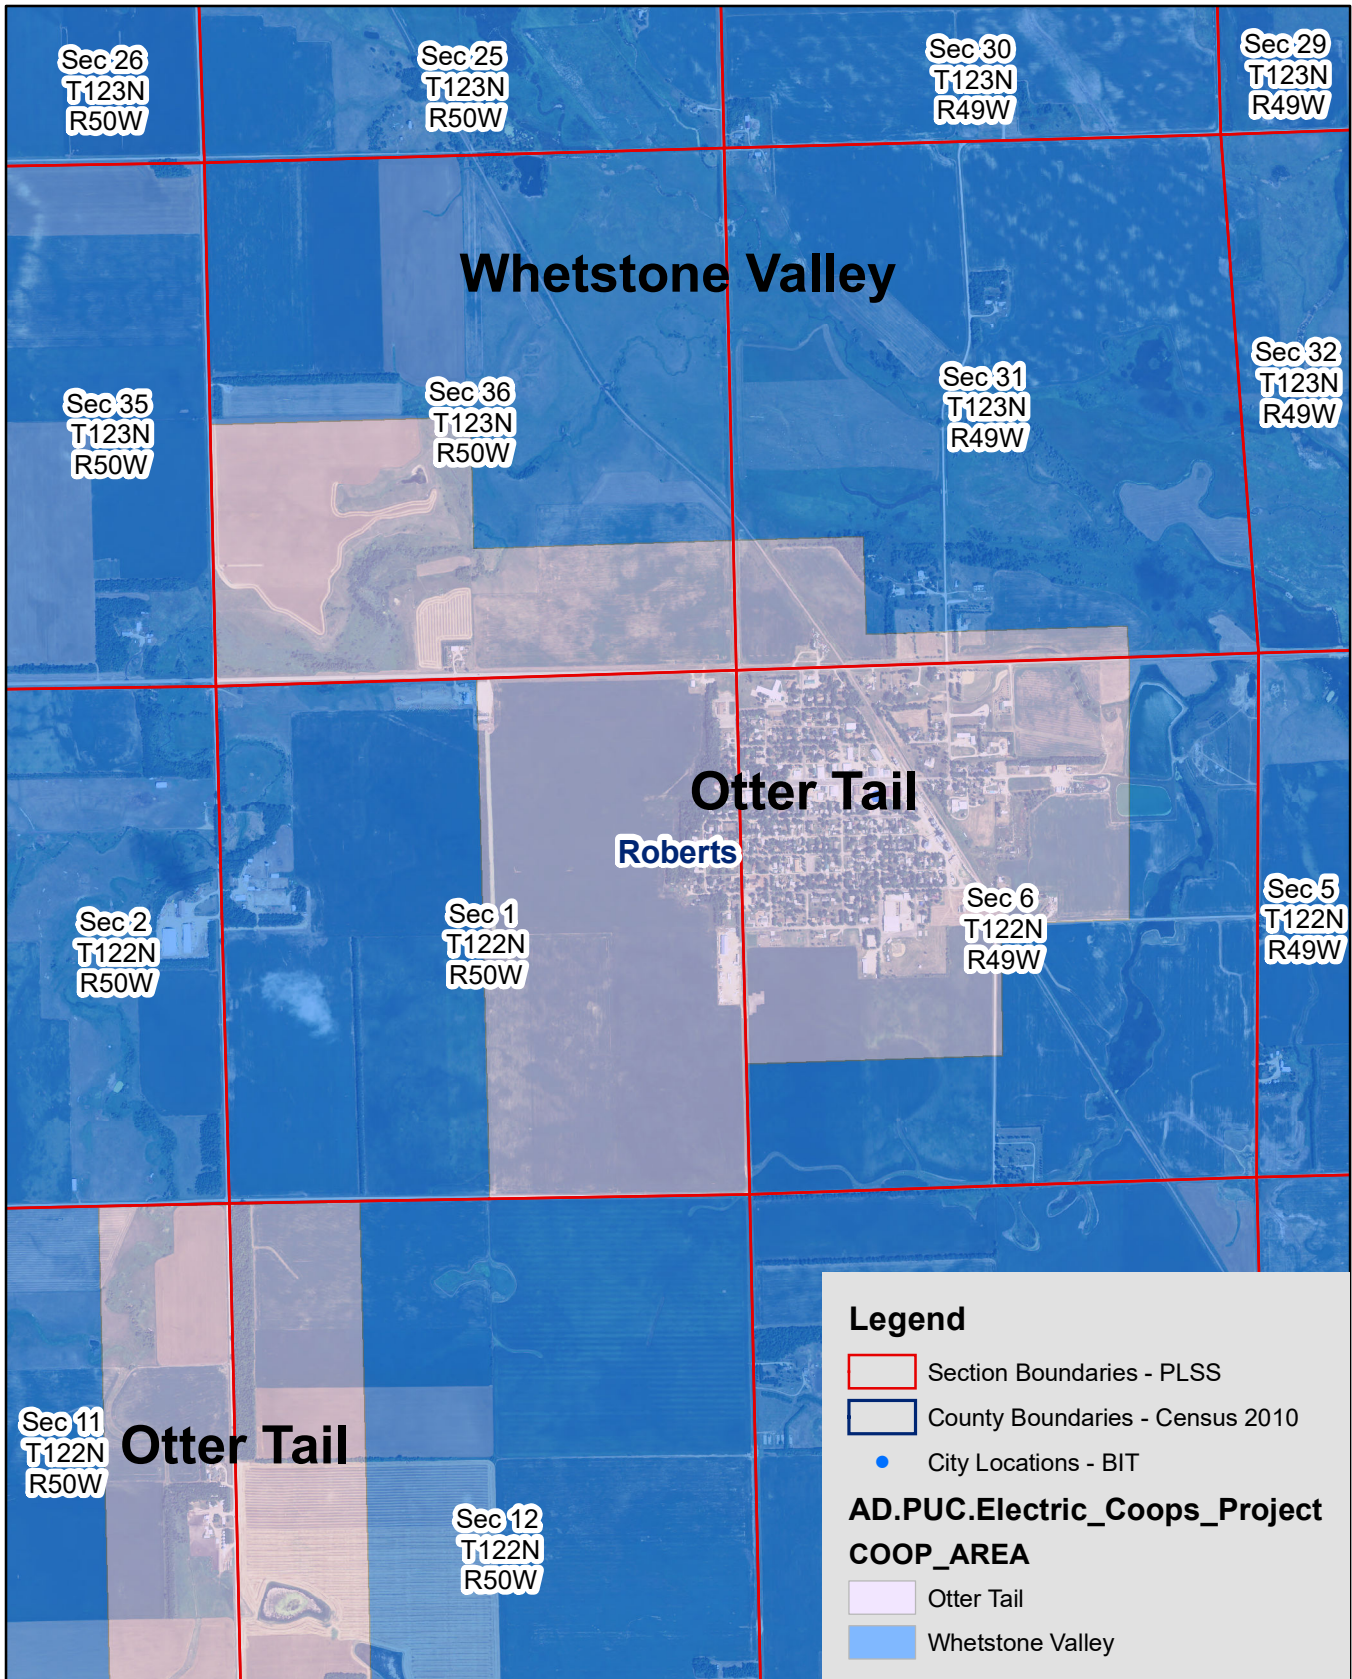 Sec 26
T123N
R50W
Sec 25
T123N
R50W
Sec 30
T123N
R49W
Sec 29
T123N
R49W
Whetstone Valley
Sec 35
T123N
R50W
Sec 36
T123N
R50W
Sec 31
T123N
R49W
Sec 32
T123N
R49W
Otter Tail
Roberts
Sec 2
T122N
R50W
Sec 1
T122N
R50W
Sec 6
T122N
R49W
Sec 5
T122N
R49W
Sec 11
T122N
R50W
Otter Tail
Sec 12
T122N
R50W
Legend
Section Boundaries - PLSS
County Boundaries - Census 2010
City Locations - BIT
AD.PUC.Electric_Coops_Project
COOP_AREA
Otter Tail
Whetstone Valley